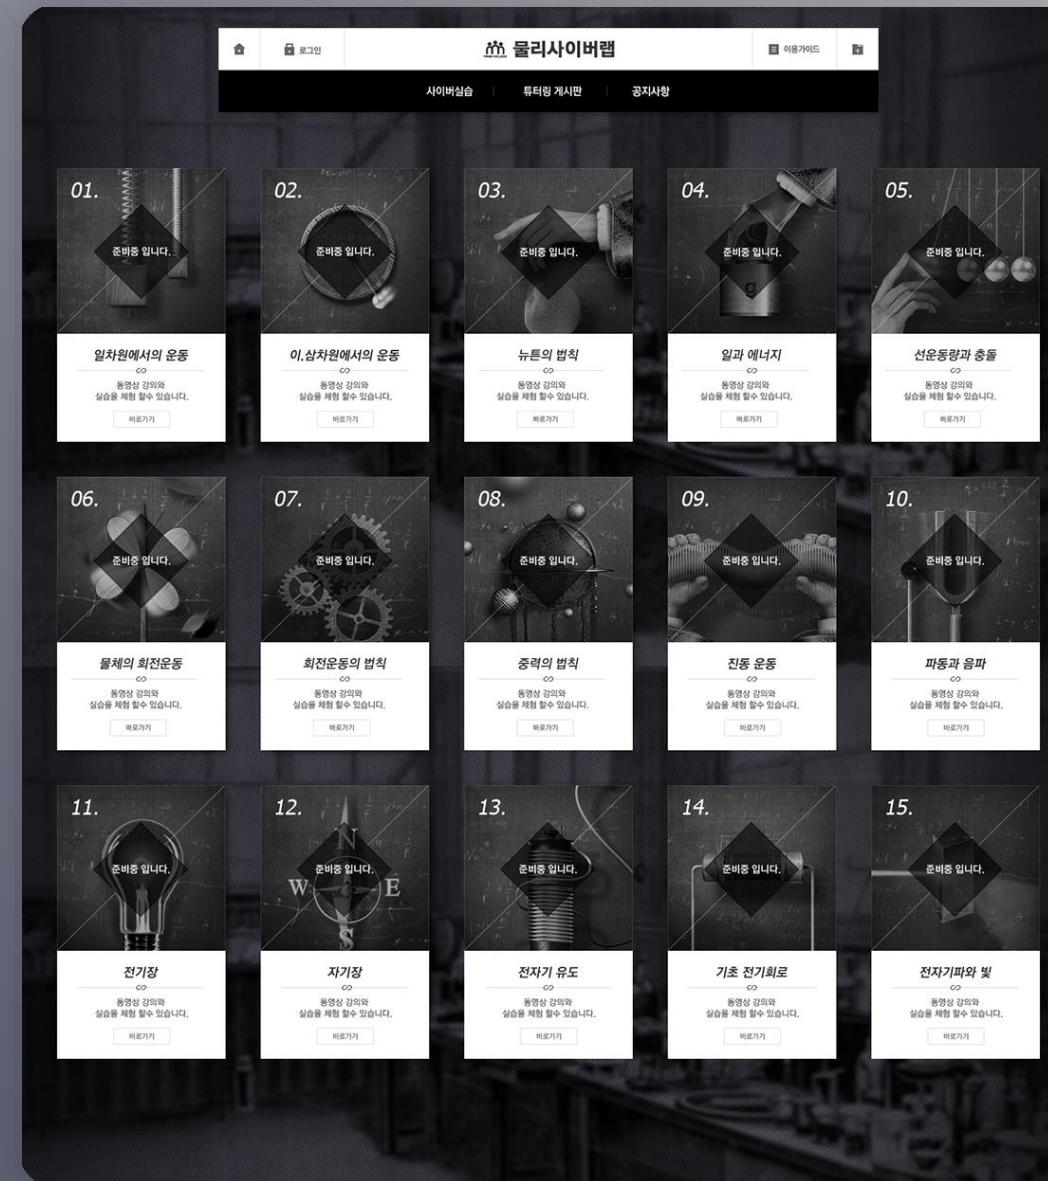 로그인
물리사이버랩
이용가이드
사이버실습
튜터링 게시판
공지사항
01.
준비중 입니다.
일차원에서의 운동
동영상 강의와
실습을 체험 할수 있습니다.
바로가기
02.
준비중 입니다.
이.삼차원에서의 운동
동영상 강의와
실습을 체험 할수 있습니다.
바로가기
03.
준비중 입니다.
뉴튼의 법칙
동영상 강의와
실습을 체험 할수 있습니다.
바로가기
04.
준비중 입니다.
g
일과 에너지
동영상 강의와
실습을 체험 할수 있습니다.
바로가기
05.
준비중 입니다.
선운동량과 충돌
동영상 강의와
실습을 체험 할수 있습니다.
바로가기
06.
준비중 입니다.
물체의 회전운동
동영상 강의와
실습을 체험 할수 있습니다.
바로가기
07.
준비중 입니다.
회전운동의 법칙
동영상 강의와
실습을 체험 할수 있습니다.
바로가기
08.
준비중 입니다.
중력의 법칙
동영상 강의와
실습을 체험 할수 있습니다.
바로가기
09.
준비중 입니다.
진동 운동
동영상 강의와
실습을 체험 할수 있습니다.
바로가기
10.
준비중 입니다.
파동과 음파
동영상 강의와
실습을 체험 할수 있습니다.
바로가기
11.
준비중 입니다.
전기장
동영상 강의와
실습을 체험 할수 있습니다.
바로가기
12.
준비중 입니다.
N
W
E
S
자기장
동영상 강의와
실습을 체험 할수 있습니다.
바로가기
13.
준비중 입니다.
전자기 유도
동영상 강의와
실습을 체험 할수 있습니다.
바로가기
14.
준비중 입니다.
기초 전기회로
동영상 강의와
실습을 체험 할수 있습니다.
바로가기
15.
준비중 입니다.
전자기파와 빛
동영상 강의와
실습을 체험 할수 있습니다.
바로가기